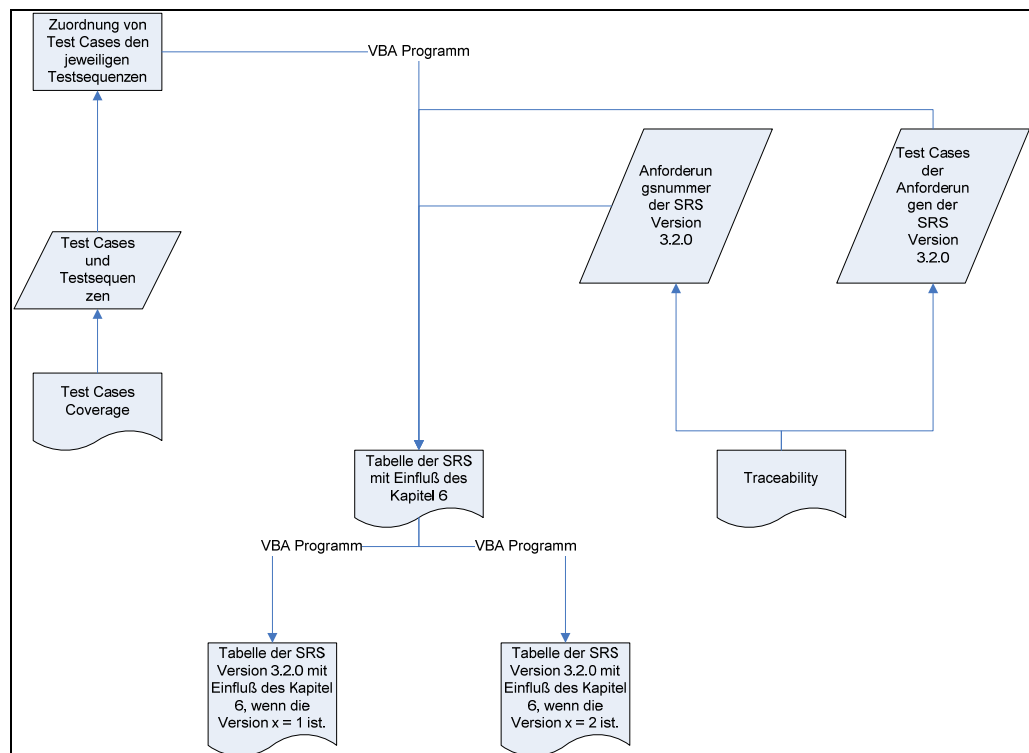 Zuordnung von
Test Cases den
jeweiligen
Testsequenzen
VBA Programm
Anforderun
gsnummer
der SRS
Version
3.2.0
Test Cases
der
Anforderun
gen der
SRS
Version
3.2.0
Test Cases
und
Testsequen
zen
Test Cases
Coverage
Tabelle der SRS
mit Einfluß des
Kapitel 6
Traceability
VBA Programm
VBA Programm
Tabelle der SRS
Version 3.2.0 mit
Einfluß des Kapitel
6, wenn die
Version x = 1 ist.
Tabelle der SRS
Version 3.2.0 mit
Einfluß des Kapitel
6, wenn die
Version x = 2 ist.